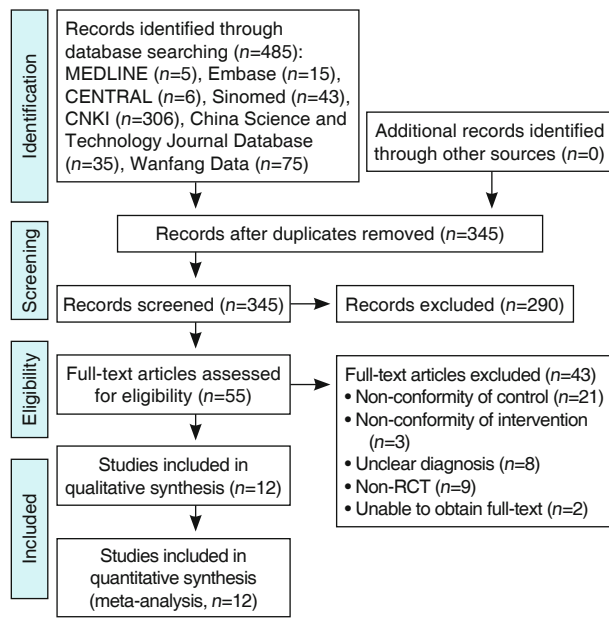 Identification
Records identified through
database searching (n=485):
MEDLINE (n=5), Embase (n=15),
CENTRAL (n=6), Sinomed (n=43),
CNKI (n=306), China Science and
Technology Journal Database
(n=35), Wanfang Data (n=75)
Additional records identified
through other sources (n=0)
Records after duplicates removed (n=345)
Screening
Records screened (n=345)
Records excluded (n=290)
Eligibility
Full-text articles assessed
for eligibility (n=55)
Full-text articles excluded (n=43)
• Non-conformity of control (n=21)
• Non-conformity of intervention
(n=3)
• Unclear diagnosis (n=8)
• Non-RCT (n=9)
• Unable to obtain full-text (n=2)
Included
Studies included in
qualitative synthesis (n=12)
Studies included in
quantitative synthesis
(meta-analysis, n=12)